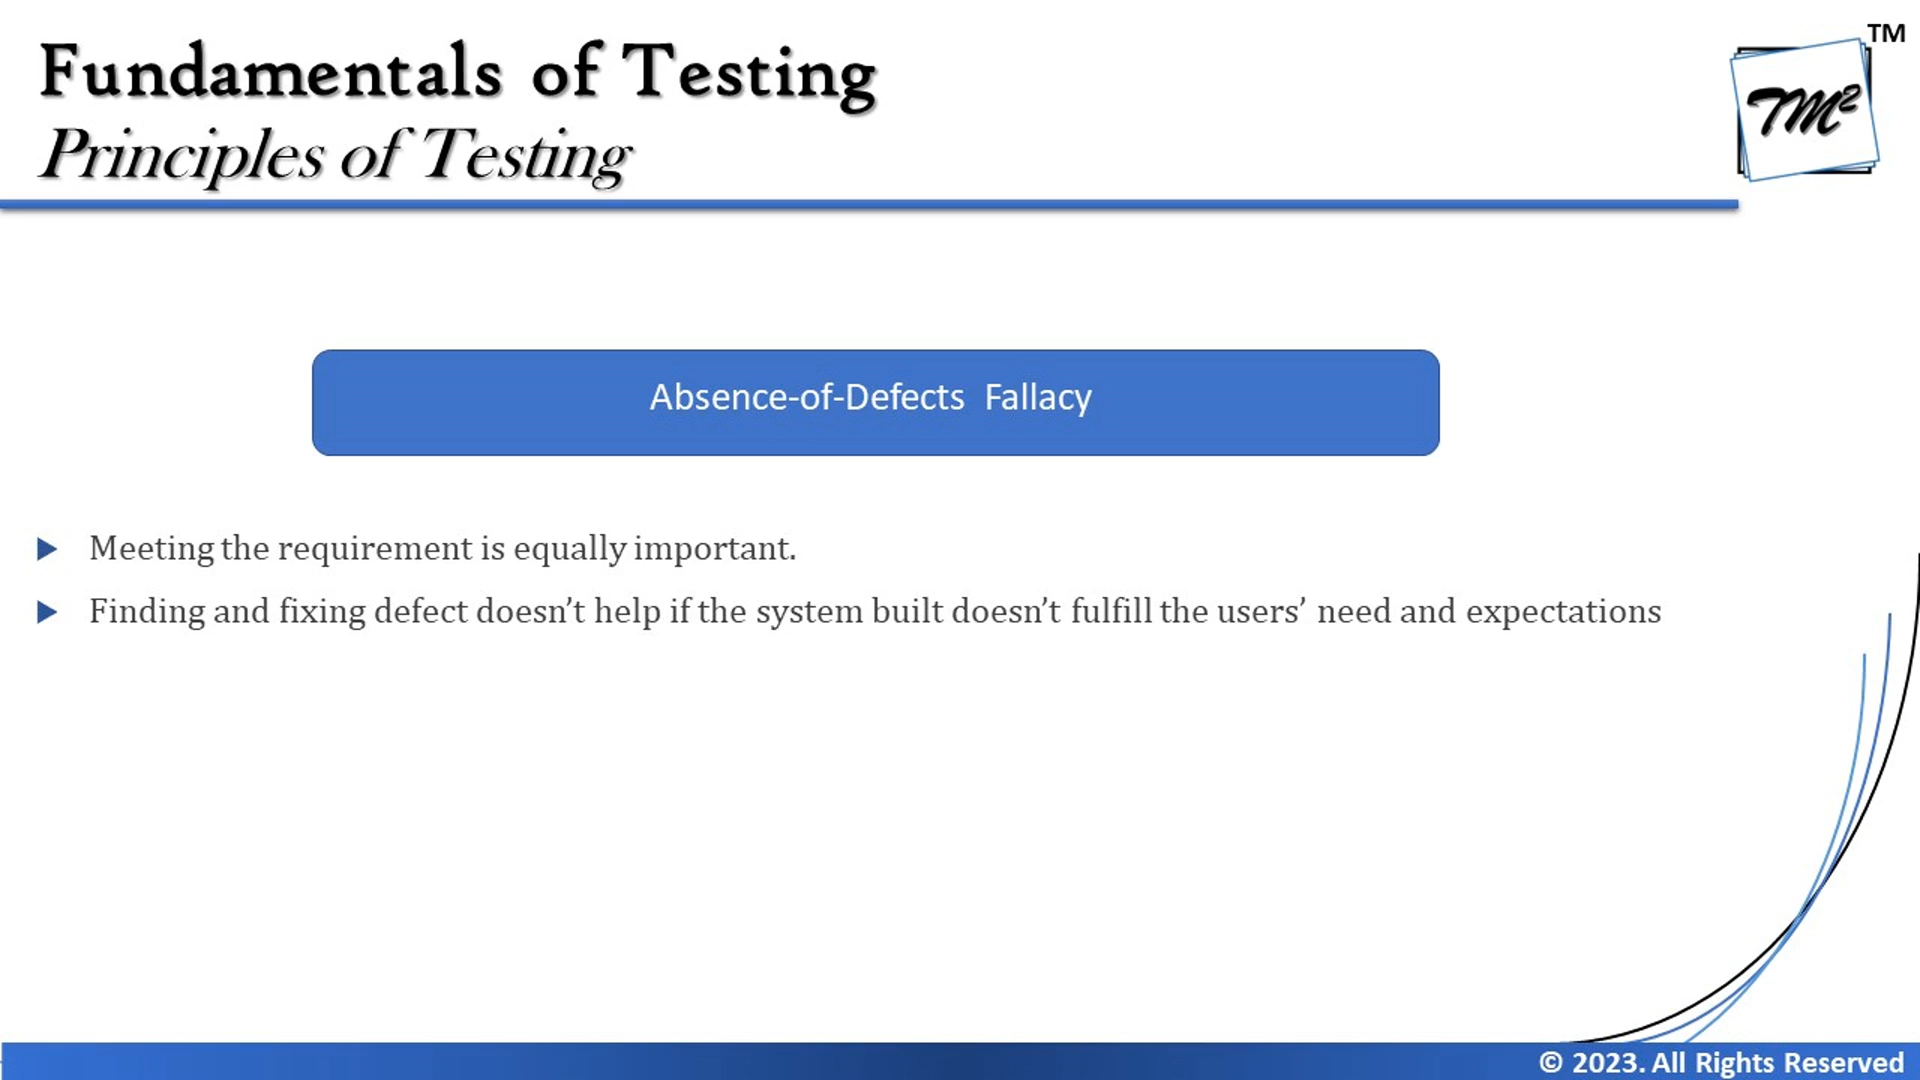 Fundamentals of Testing
TM
Principles of Testing
TM²
Absence-of-Defects Fallacy
Meeting the requirement is equally important.
Finding and fixing defect doesn’t help if the system built doesn’t fulfill the users’ need and expectations
© 2023. All Rights Reserved